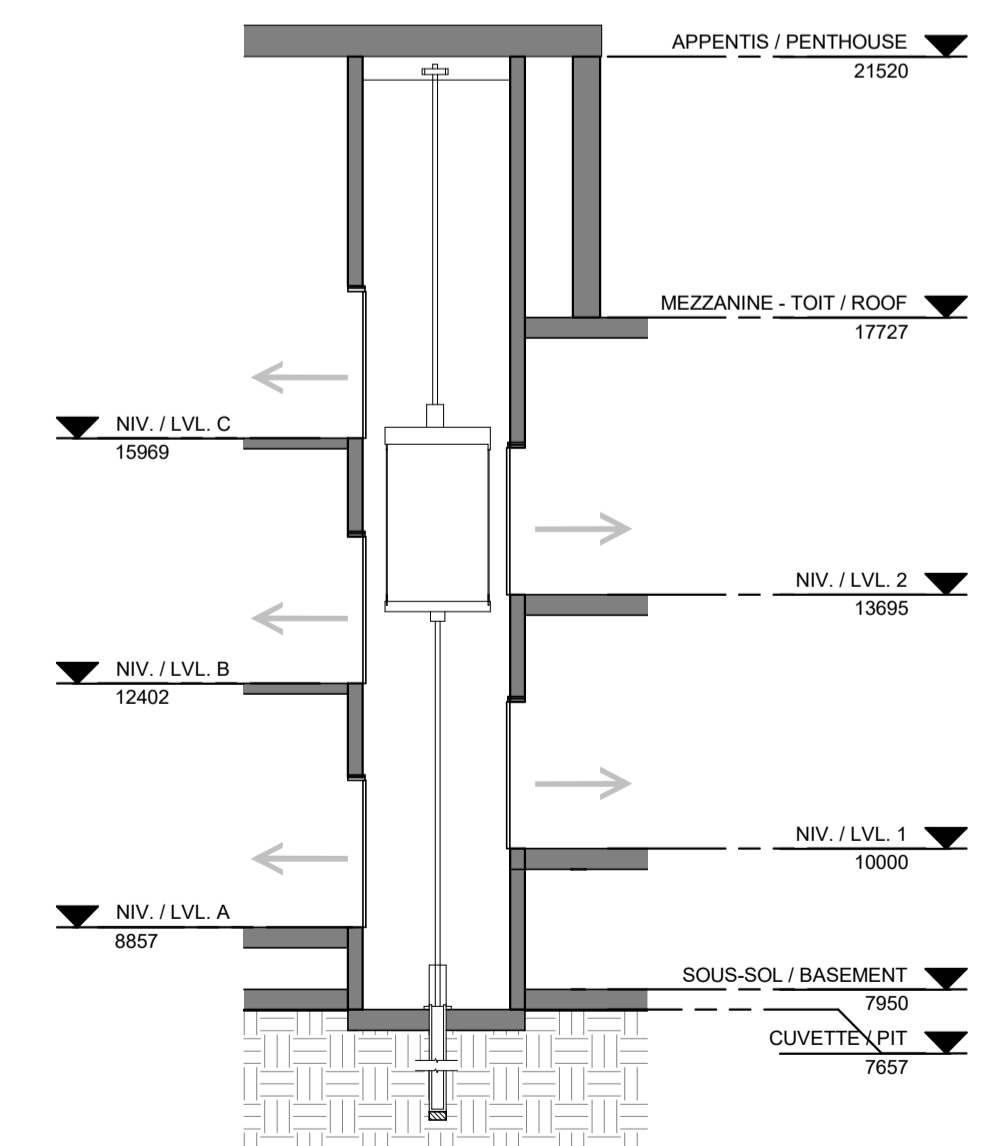 APPENTIS / PENTHOUSE
21520
MEZZANINE - TOIT / ROOF
17727
NIV. / LVL. C
15969
NIV. / LVL. 2
13695
NIV. / LVL. B
12402
NIV. / LVL. 1
10000
NIV. / LVL. A
8857
SOUS-SOL / BASEMENT
7950
CUVETTE / PIT
7657